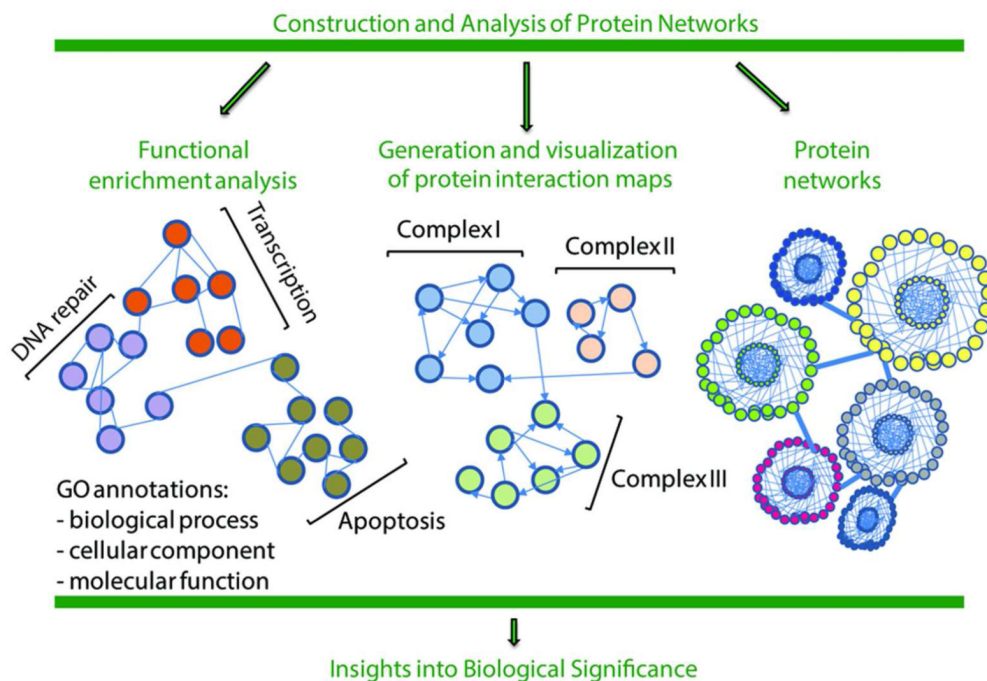 Construction and Analysis of Protein Networks
Functional
enrichment analysis
Generation and visualization
of protein interaction maps
Protein
networks
DNA repair
Transcription
Complex I
Complex II
Complex III
Apoptosis
GO annotations:
- biological process
- cellular component
- molecular function
Insights into Biological Significance